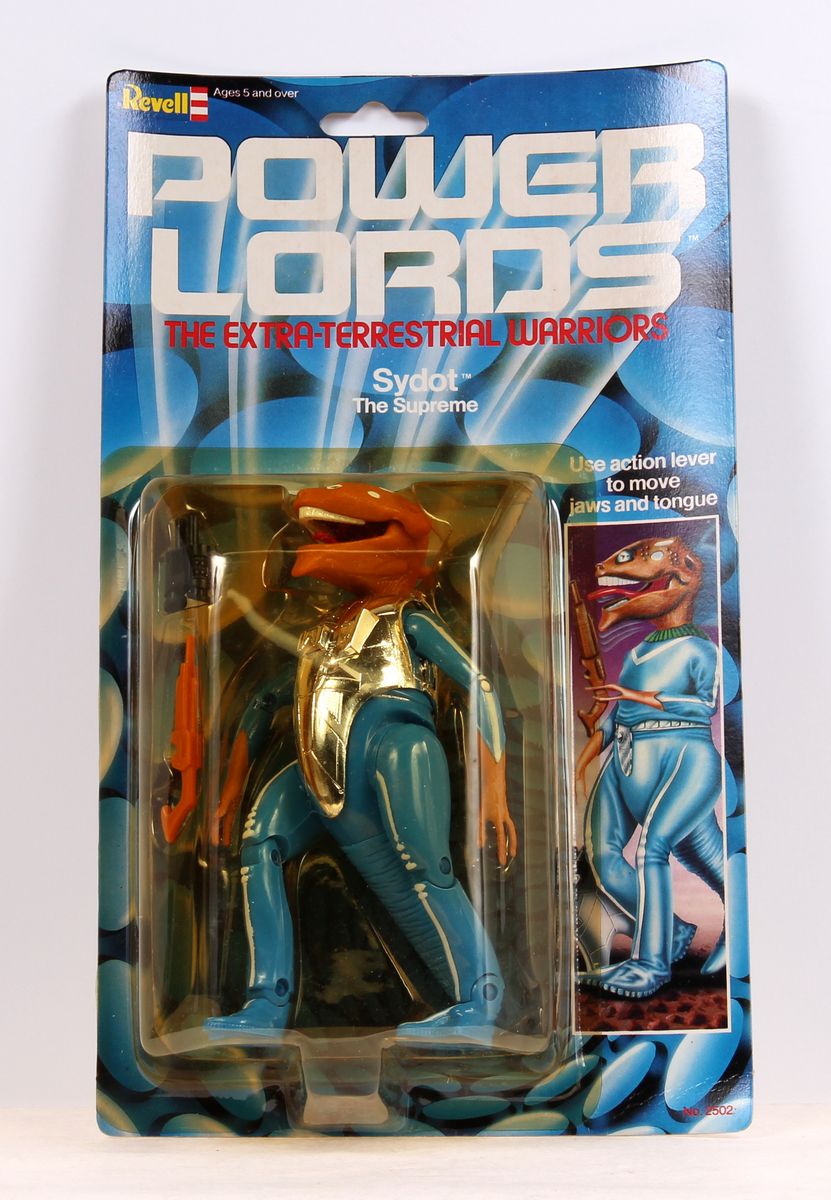 Revell
Ages 5 and over
POWER
LORDS™
THE EXTRA-TERRESTRIAL WARRIORS
Sydot™
The Supreme
Use action lever
to move
jaws and tongue
No. 2502